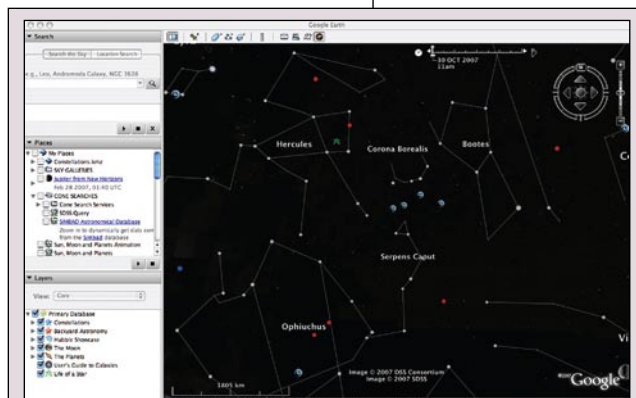 Google Earth
Search
Search the Sky
Location Search
e.g., Leo, Andromeda Galaxy, NGC 3628
30 OCT 2007
11am
Places
My Places
Constellations.kmz
SKY GALLERIES
Jupiter from New Horizons
Feb 28 2007, 01:40 UTC
CONE SEARCHES
Cone Search Services
SDSS-Query
SIMBAD Astronomical Database
Zoom in to dynamically get data sent
from the Simbad database
Sun, Moon and Planets Animation
Sun, Moon and Planets
Layers
View: Core
Primary Database
Constellations
Backyard Astronomy
Hubble Showcase
The Moon
The Planets
User's Guide to Galaxies
Life of a Star
Hercules
Corona Borealis
Bootes
Serpens Caput
Ophiuchus
Vi
Image © 2007 DSS Consortium
Image © 2007 SDSS
1805 km
©2007 Google